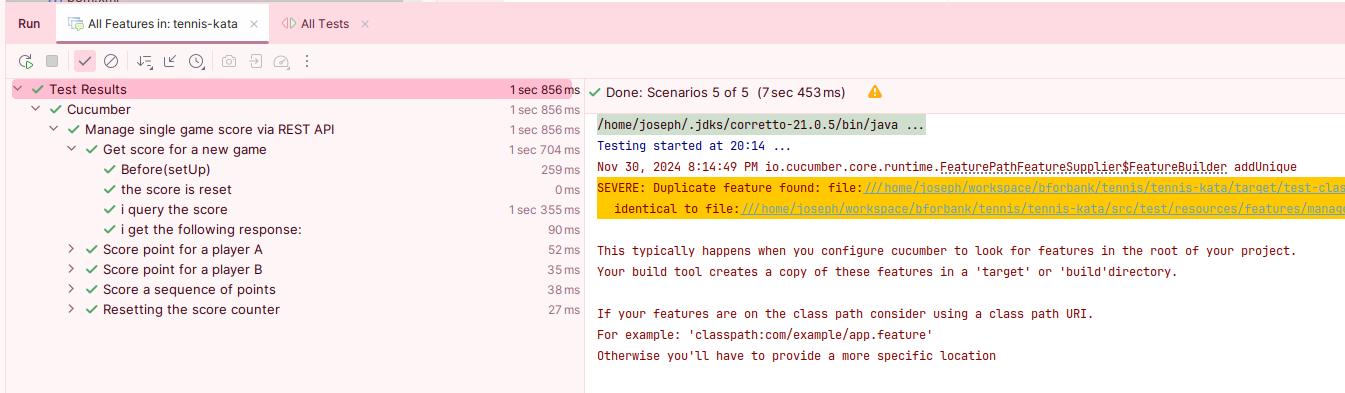 Run
All Features in: tennis-kata
All Tests
Test Results 1 sec 856 ms
Cucumber 1 sec 856 ms
Manage single game score via REST API 1 sec 856 ms
Get score for a new game 1 sec 704 ms
Before(setUp) 259 ms
the score is reset 0 ms
i query the score 1 sec 355 ms
i get the following response: 90 ms
Score point for a player A 52 ms
Score point for a player B 35 ms
Score a sequence of points 38 ms
Resetting the score counter 27 ms
Done: Scenarios 5 of 5 (7 sec 453 ms)
/home/joseph/.jdks/corretto-21.0.5/bin/java ...
Testing started at 20:14 ...
Nov 30, 2024 8:14:49 PM io.cucumber.core.runtime.FeaturePathFeatureSupplier$FeatureBuilder addUnique
SEVERE: Duplicate feature found: file:///home/joseph/workspace/bforbank/tennis/tennis-kata/target/test-clas
identical to file:///home/joseph/workspace/bforbank/tennis/tennis-kata/src/test/resources/features/manage
This typically happens when you configure cucumber to look for features in the root of your project.
Your build tool creates a copy of these features in a 'target' or 'build'directory.
If your features are on the class path consider using a class path URI.
For example: 'classpath:com/example/app.feature'
Otherwise you'll have to provide a more specific location